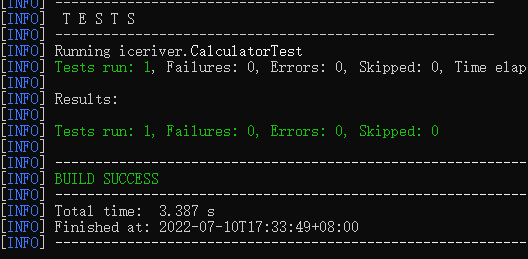 [INFO] -------------------------------------------------------
[INFO]  T E S T S
[INFO] -------------------------------------------------------
[INFO] Running iceriver.CalculatorTest
[INFO] Tests run: 1, Failures: 0, Errors: 0, Skipped: 0, Time elap
[INFO]
[INFO] Results:
[INFO]
[INFO] Tests run: 1, Failures: 0, Errors: 0, Skipped: 0
[INFO]
[INFO] ------------------------------------------------------------
[INFO] BUILD SUCCESS
[INFO] ------------------------------------------------------------
[INFO] Total time:  3.387 s
[INFO] Finished at: 2022-07-10T17:33:49+08:00
[INFO] ------------------------------------------------------------